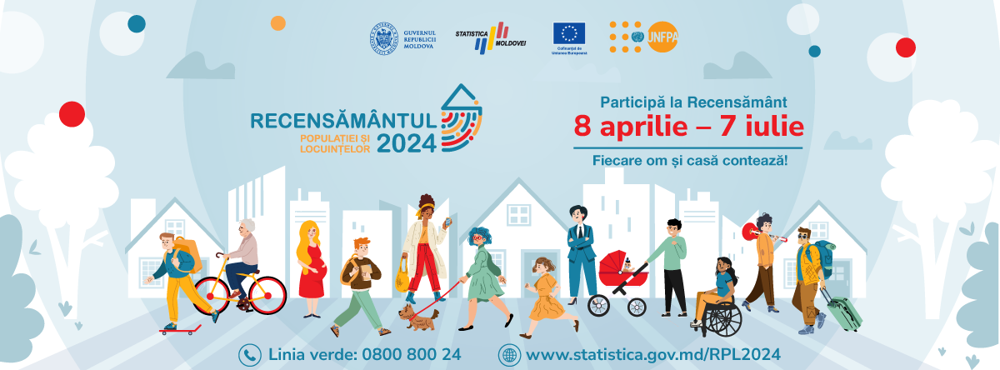 GUVERNUL
REPUBLICII
MOLDOVA
STATISTICA
MOLDOVEI
Cofinanțat de
Uniunea Europeană
UNFPA
RECENSĂMÂNTUL
POPULAȚIEI ȘI
LOCUINȚELOR
2024
Participă la Recensământ
8 aprilie – 7 iulie
Fiecare om și casă contează!
Linia verde: 0800 800 24
www.statistica.gov.md/RPL2024